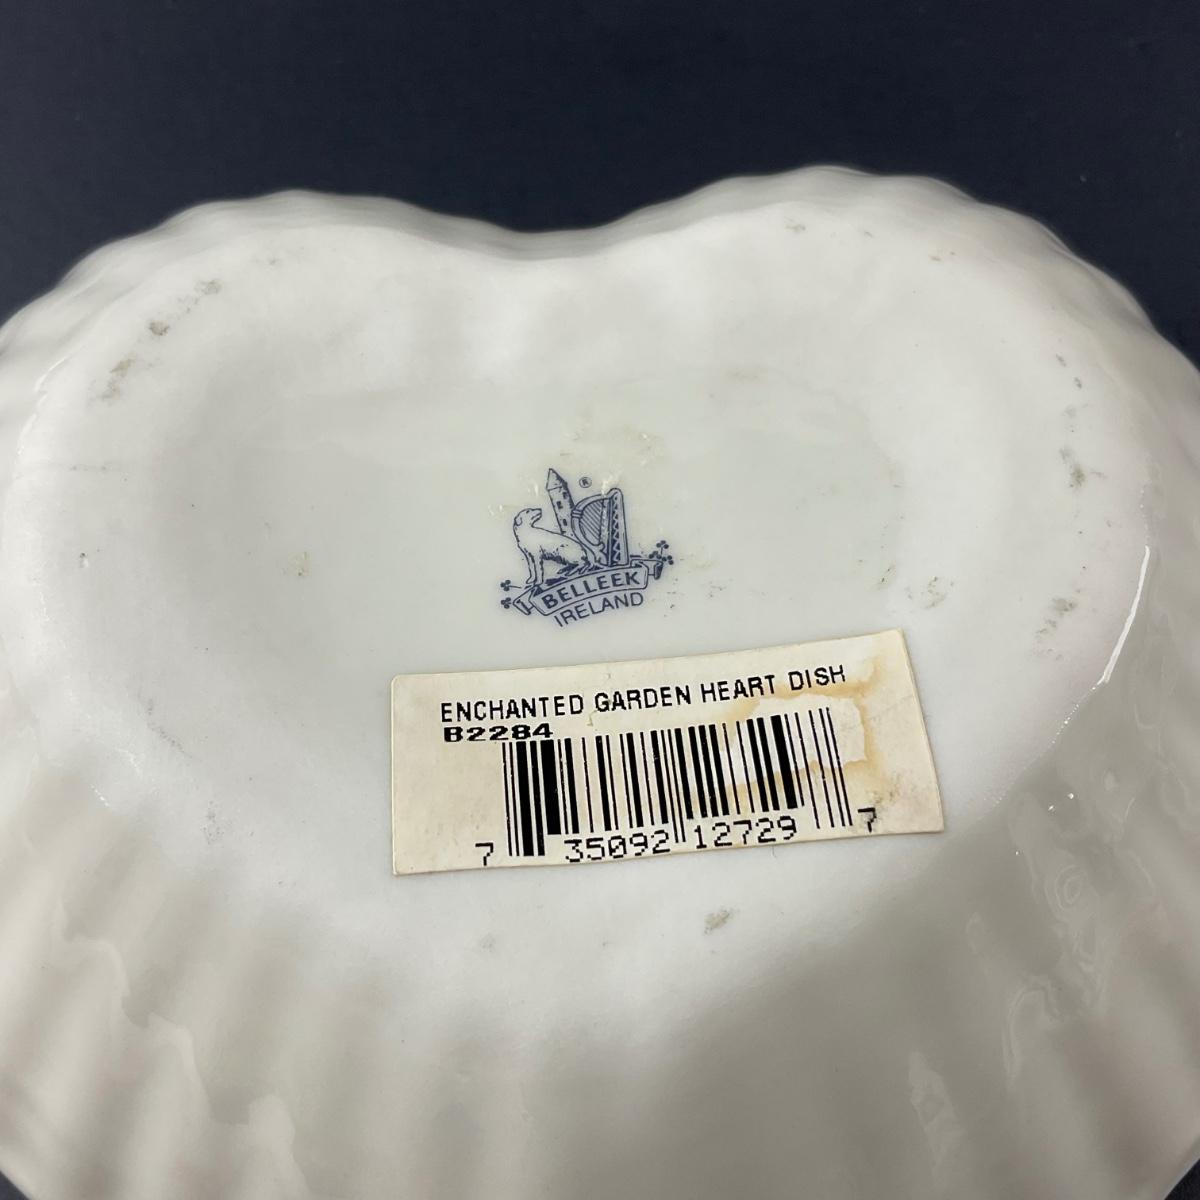 ®
BELLEEK
IRELAND
ENCHANTED GARDEN HEART DISH
B2284
7 35092 12729 7